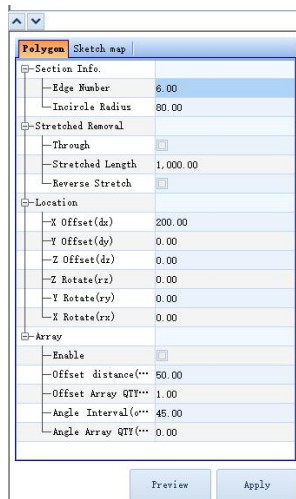 Polygon Sketch map
Section Info.
Edge Number 6.00
Incircle Radius 80.00
Stretched Removal
Through
Stretched Length 1,000.00
Reverse Stretch
Location
X Offset(dx) 200.00
Y Offset(dy) 0.00
Z Offset(dz) 0.00
Z Rotate(rz) 0.00
Y Rotate(ry) 0.00
X Rotate(rx) 0.00
Array
Enable
Offset distance(··· 50.00
Offset Array QTY··· 1.00
Angle Interval(o··· 45.00
Angle Array QTY(··· 0.00
Preview Apply